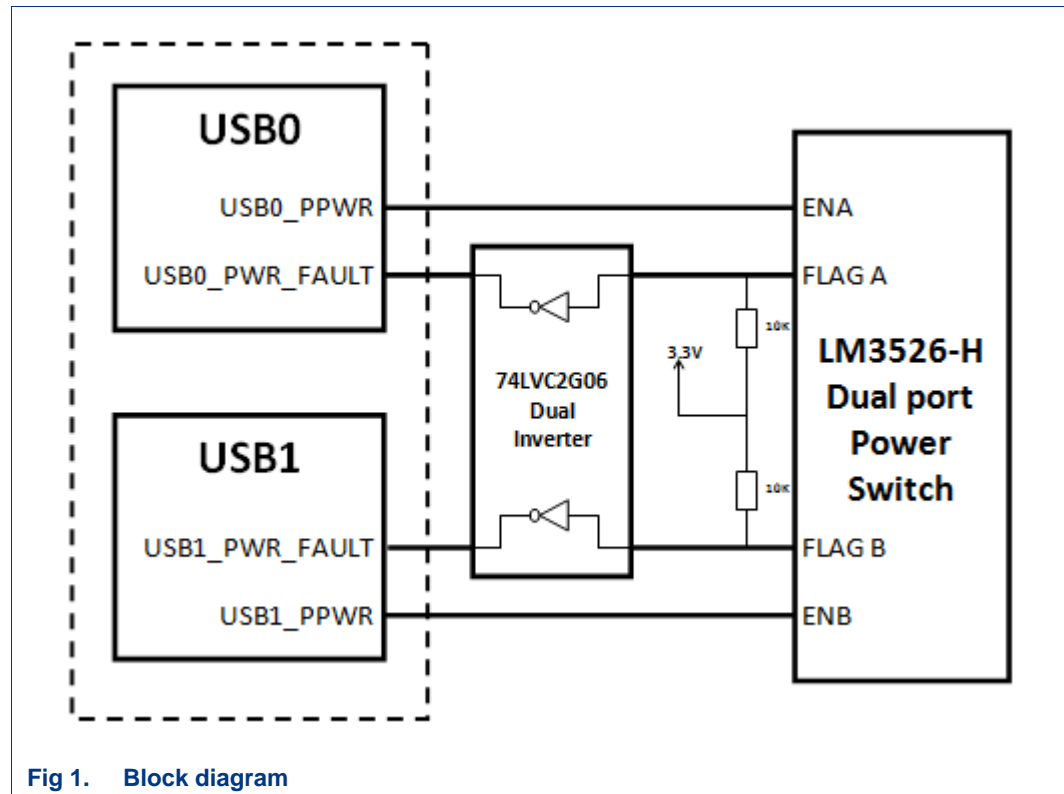 USB0
USB0_PPWR
USB0_PWR_FAULT
USB1
USB1_PWR_FAULT
USB1_PPWR
74LVC2G06
Dual
Inverter
3.3V
10K
10K
ENA
FLAG A
LM3526-H
Dual port
Power
Switch
FLAG B
ENB
Fig 1. Block diagram